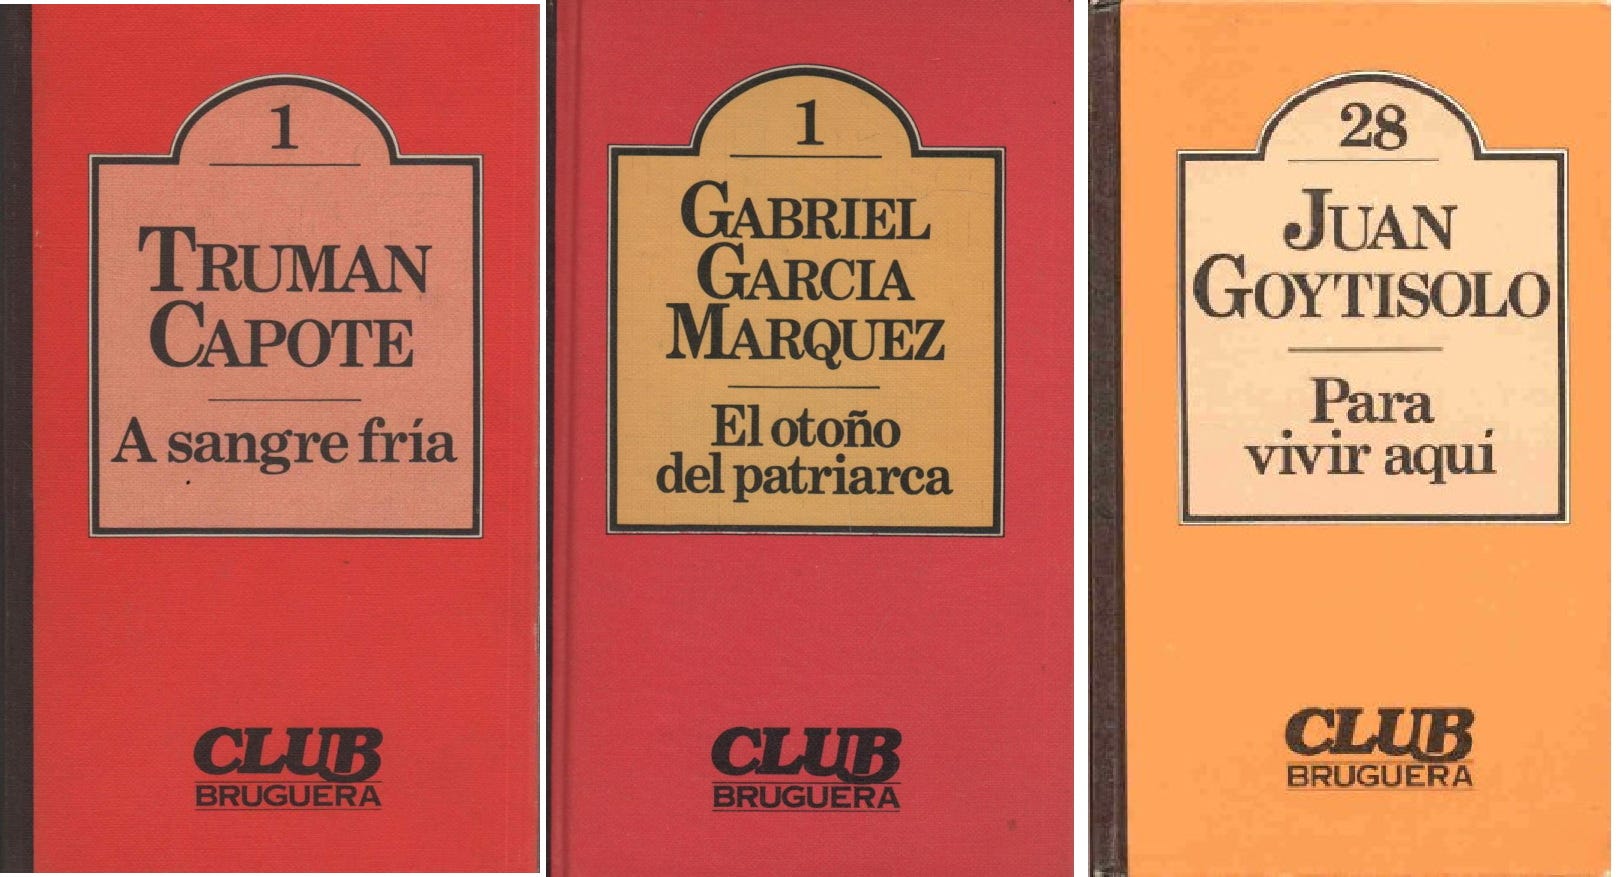 1
TRUMAN
CAPOTE
A sangre fría
CLUB
BRUGUERA
1
GABRIEL
GARCIA
MARQUEZ
El otoño
del patriarca
CLUB
BRUGUERA
28
JUAN
GOYTISOLO
Para
vivir aquí
CLUB
BRUGUERA